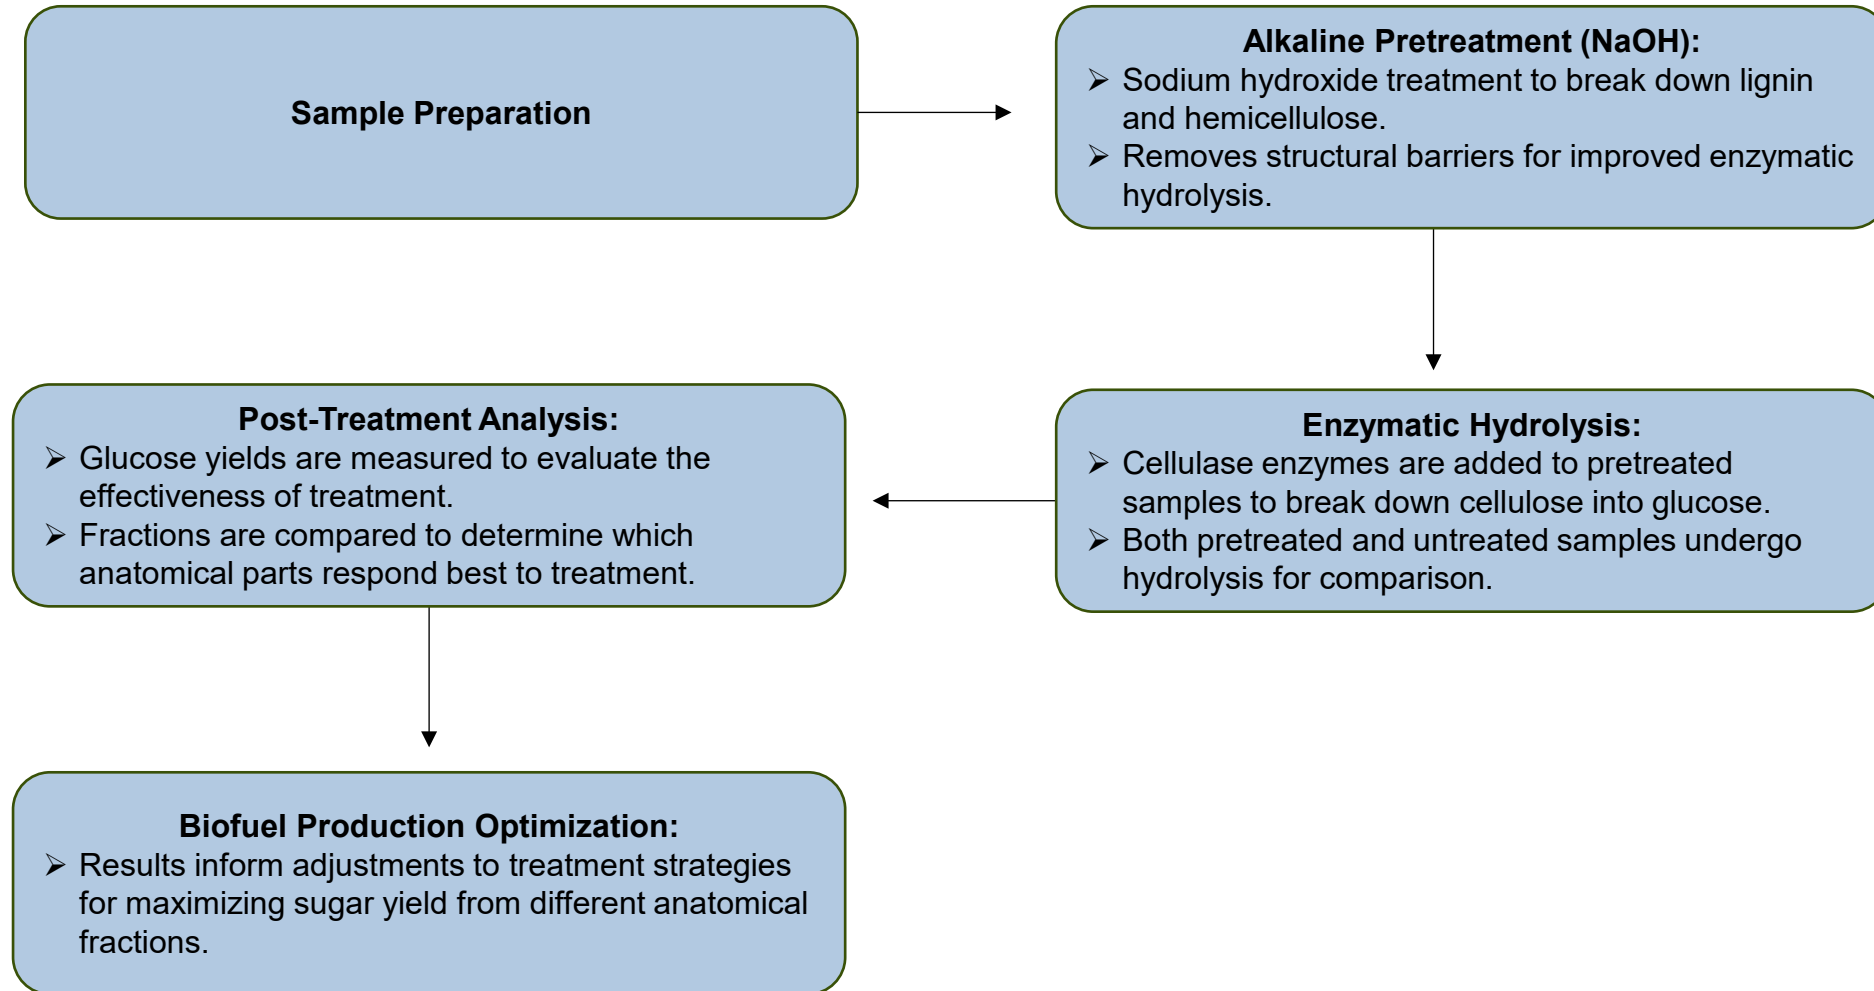 Sample Preparation
Alkaline Pretreatment (NaOH):
➢ Sodium hydroxide treatment to break down lignin
and hemicellulose.
➢ Removes structural barriers for improved enzymatic
hydrolysis.
Enzymatic Hydrolysis:
➢ Cellulase enzymes are added to pretreated
samples to break down cellulose into glucose.
➢ Both pretreated and untreated samples undergo
hydrolysis for comparison.
Post-Treatment Analysis:
➢ Glucose yields are measured to evaluate the
effectiveness of treatment.
➢ Fractions are compared to determine which
anatomical parts respond best to treatment.
Biofuel Production Optimization:
➢ Results inform adjustments to treatment strategies
for maximizing sugar yield from different anatomical
fractions.